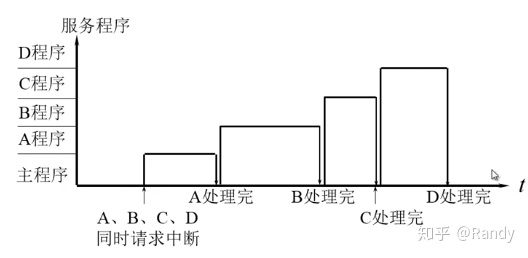 服务程序
D程序
C程序
B程序
A程序
主程序
t
A处理完
B处理完
D处理完
A、B、C、D
同时请求中断
C处理完
知乎 @Randy